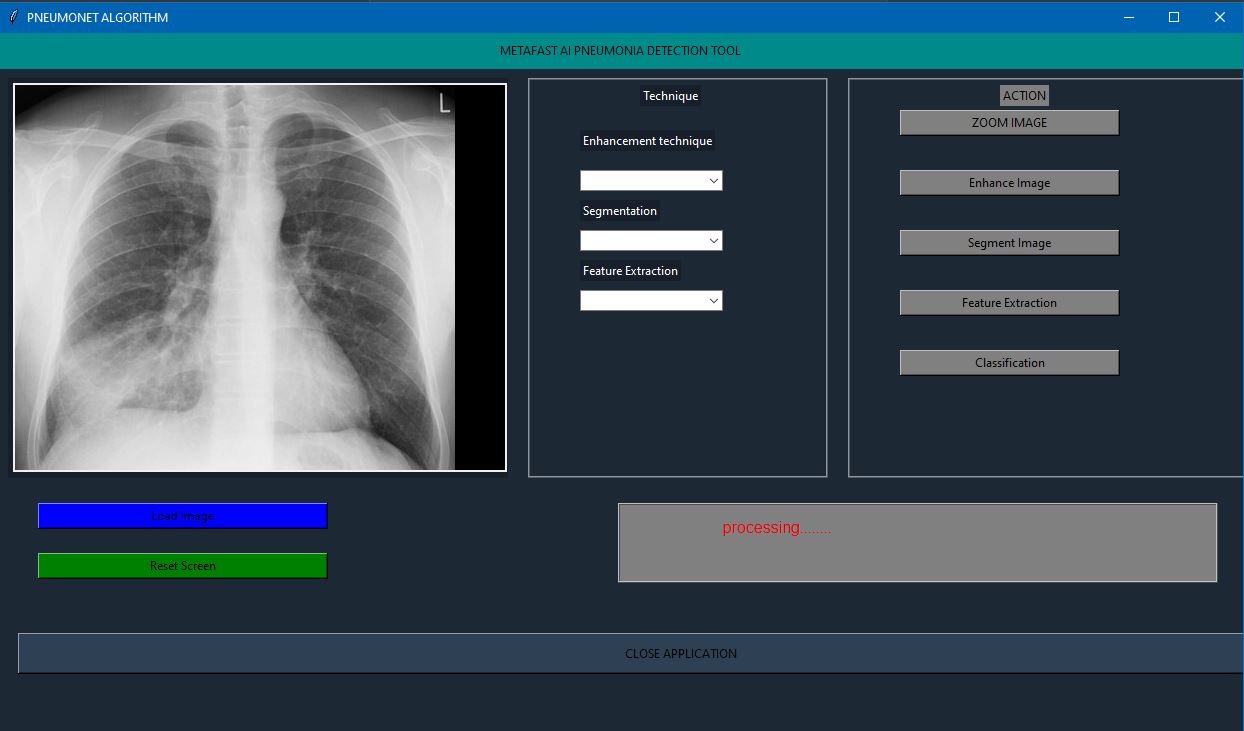 PNEUMONET ALGORITHM
METAFAST AI PNEUMONIA DETECTION TOOL
L
Technique
Enhancement technique
Segmentation
Feature Extraction
ACTION
ZOOM IMAGE
Enhance Image
Segment Image
Feature Extraction
Classification
Load Image
Reset Screen
processing........
CLOSE APPLICATION